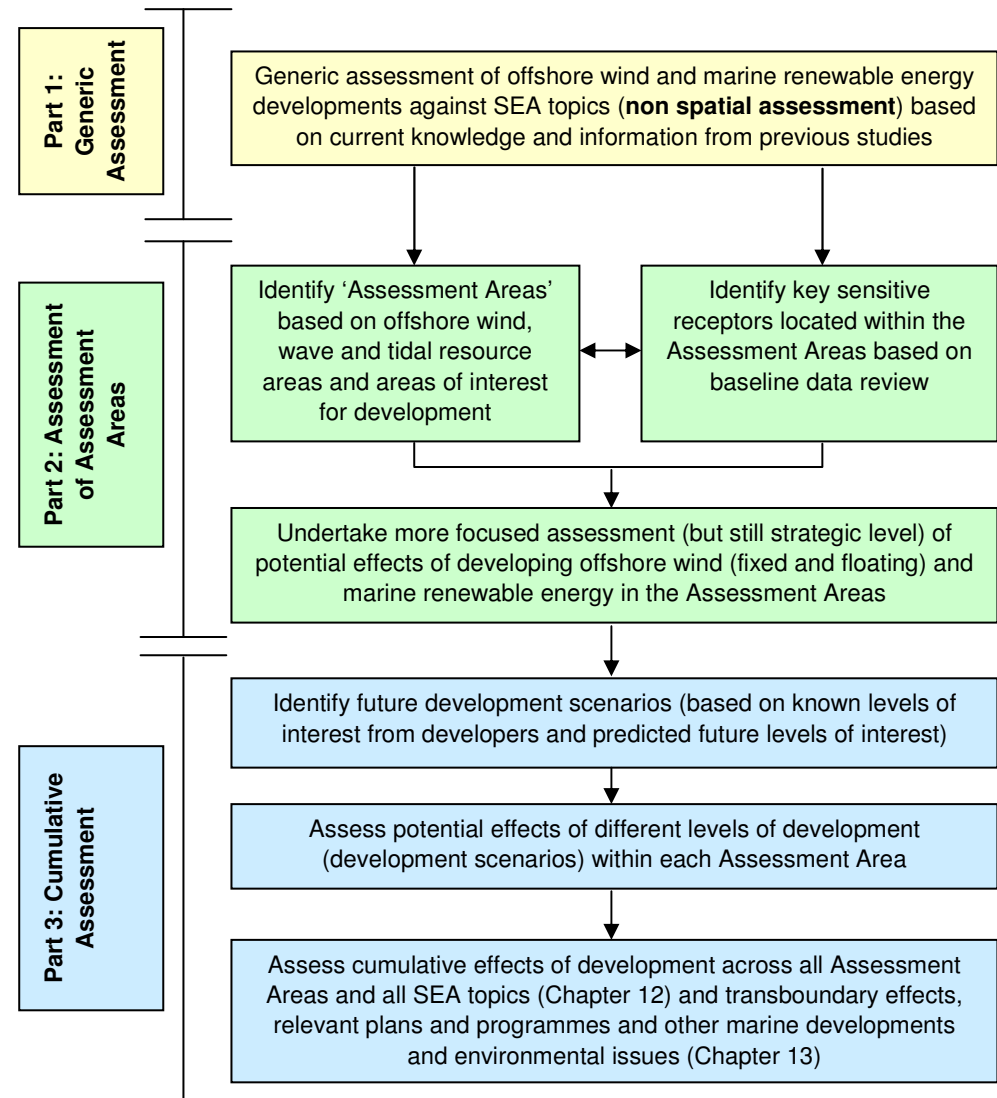 Part 1:
Generic
Assessment
Generic assessment of offshore wind and marine renewable energy
developments against SEA topics (non spatial assessment) based
on current knowledge and information from previous studies
Part 2: Assessment
of Assessment
Areas
Identify ‘Assessment Areas’
based on offshore wind,
wave and tidal resource
areas and areas of interest
for development
Identify key sensitive
receptors located within the
Assessment Areas based on
baseline data review
Undertake more focused assessment (but still strategic level) of
potential effects of developing offshore wind (fixed and floating) and
marine renewable energy in the Assessment Areas
Part 3: Cumulative
Assessment
Identify future development scenarios (based on known levels of
interest from developers and predicted future levels of interest)
Assess potential effects of different levels of development
(development scenarios) within each Assessment Area
Assess cumulative effects of development across all Assessment
Areas and all SEA topics (Chapter 12) and transboundary effects,
relevant plans and programmes and other marine developments
and environmental issues (Chapter 13)